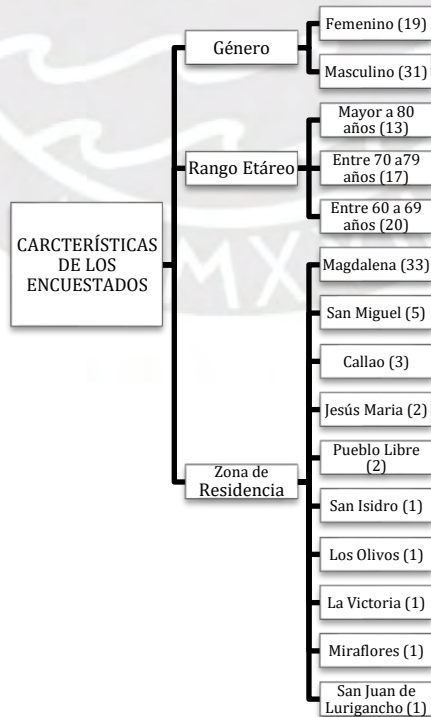 CARCTERÍSTICAS
DE LOS
ENCUESTADOS
Género
Femenino (19)
Masculino (31)
Rango Etáreo
Mayor a 80
años (13)
Entre 70 a79
años (17)
Entre 60 a 69
años (20)
Zona de
Residencia
Magdalena (33)
San Miguel (5)
Callao (3)
Jesús Maria (2)
Pueblo Libre
(2)
San Isidro (1)
Los Olivos (1)
La Victoria (1)
Miraflores (1)
San Juan de
Lurigancho (1)
MX